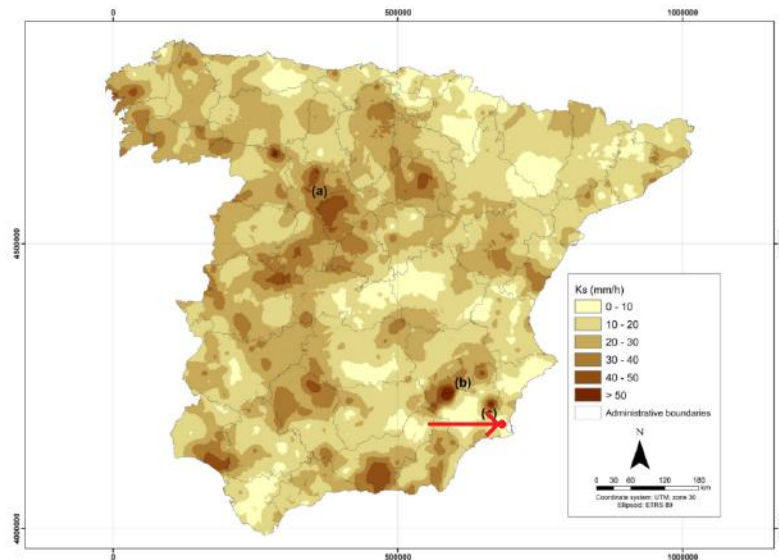 0
500000
1000000
4500000
4000000
(a)
(b)
(c)
Ks (mm/h)
0 - 10
10 - 20
20 - 30
30 - 40
40 - 50
> 50
Administrative boundaries
N
0 30 60 120 180
km
Coordinate system: UTM, zone 30
Ellipsoid: ETRS 89
0
500000
1000000